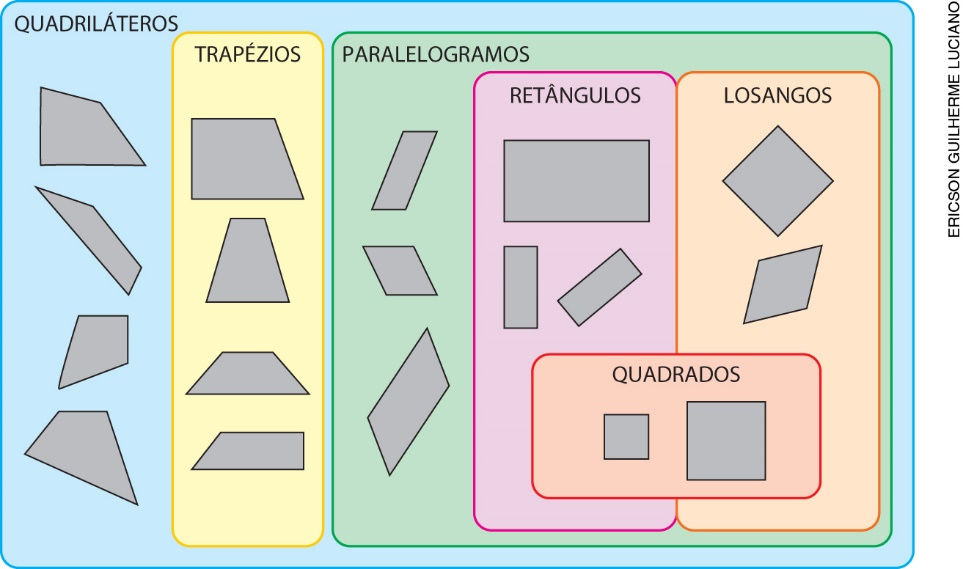 QUADRILÁTEROS
TRAPÉZIOS
PARALELOGRAMOS
RETÂNGULOS
LOSANGOS
QUADRADOS
ERICSON GUILHERME LUCIANO